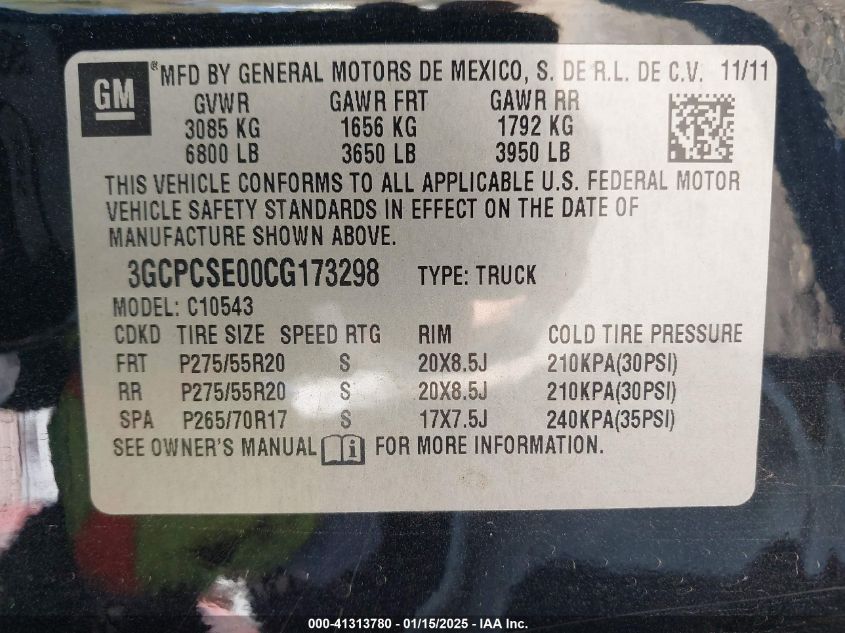 GM ®MFD BY GENERAL MOTORS DE MEXICO, S. DE R.L. DE C.V. 11/11
GVWR GAWR FRT GAWR RR
3085 KG 1656 KG 1792 KG
6800 LB 3650 LB 3950 LB
THIS VEHICLE CONFORMS TO ALL APPLICABLE U.S. FEDERAL MOTOR
VEHICLE SAFETY STANDARDS IN EFFECT ON THE DATE OF
MANUFACTURE SHOWN ABOVE.
3GCPCSE00CG173298 TYPE: TRUCK
MODEL: C10543
CDKD TIRE SIZE SPEED RTG RIM COLD TIRE PRESSURE
FRT P275/55R20 S 20X8.5J 210KPA(30PSI)
RR P275/55R20 S 20X8.5J 210KPA(30PSI)
SPA P265/70R17 S 17X7.5J 240KPA(35PSI)
SEE OWNER'S MANUAL i FOR MORE INFORMATION.
000-41313780 - 01/15/2025 - IAA Inc.